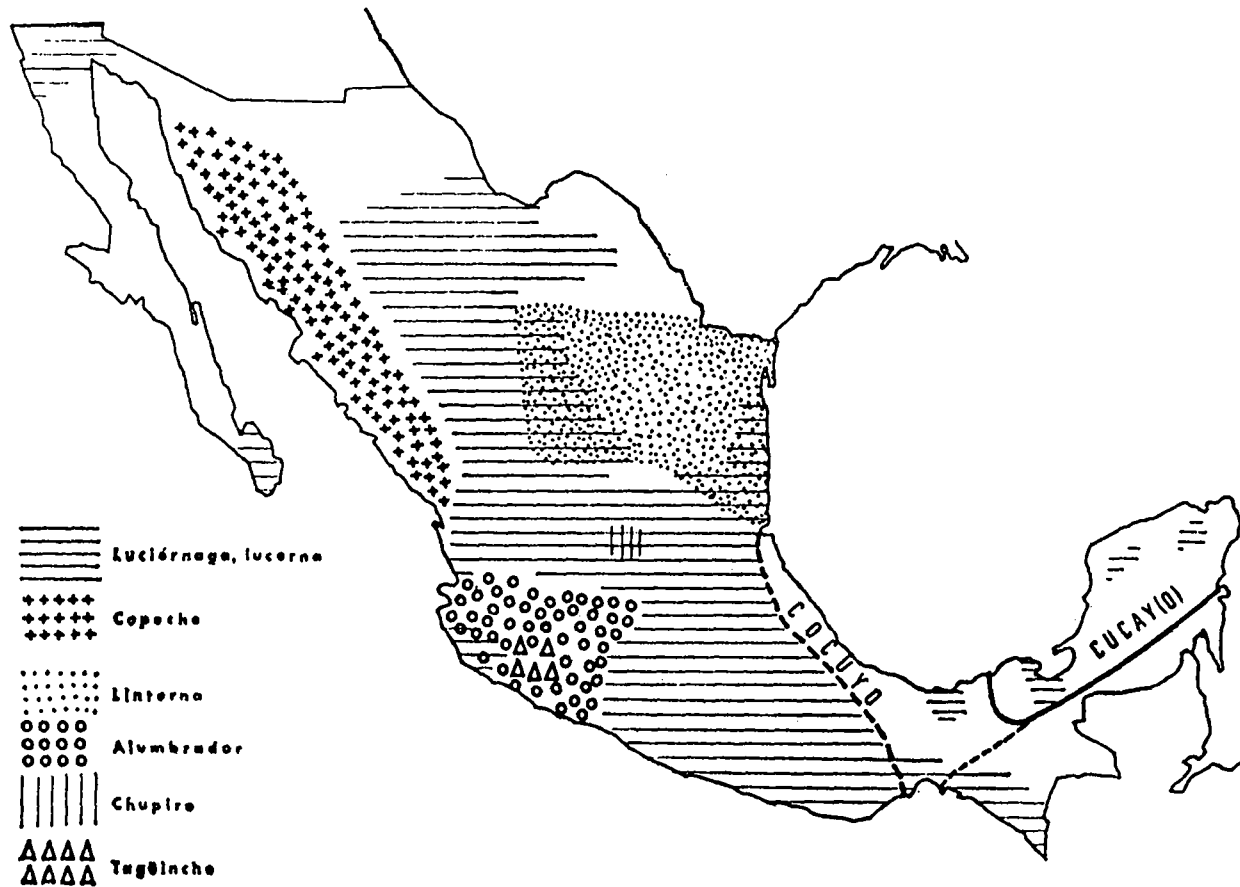 Luciérnaga, lucerna
Copeche
Linterna
Alumbrador
Chupiro
Tagüinche
COCUYO
CUCAY(O)